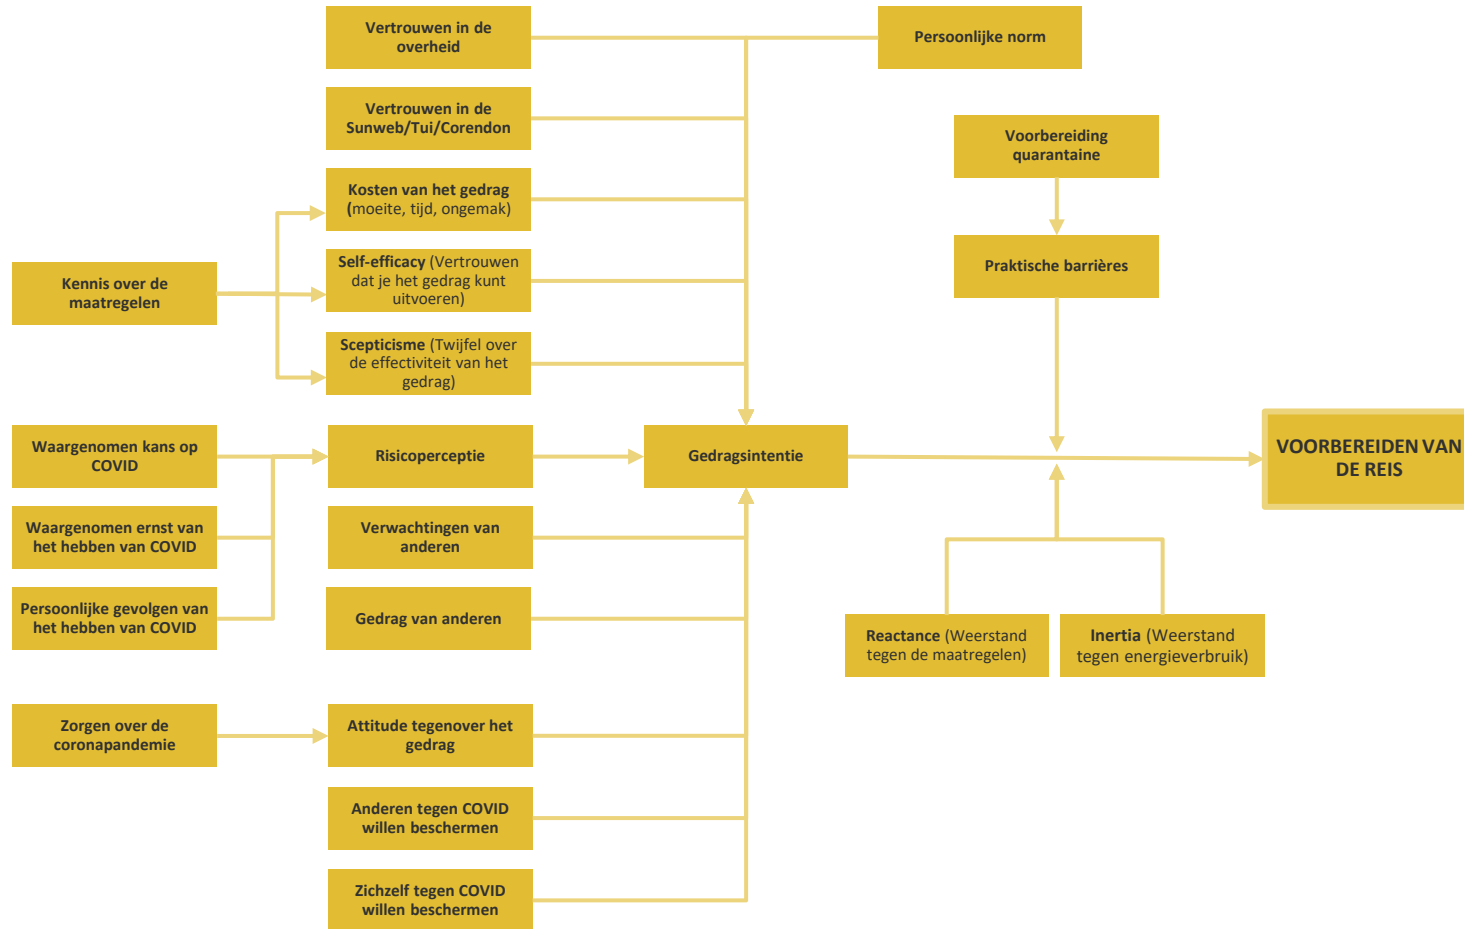 Vertrouwen in de
overheid
Persoonlijke norm
Vertrouwen in de
Sunweb/Tui/Corendon
Voorbereiding
quarantaine
Kosten van het gedrag
(moeite, tijd, ongemak)
Kennis over de
maatregelen
Self-efficacy (Vertrouwen
dat je het gedrag kunt
uitvoeren)
Praktische barrières
Scepticisme (Twijfel over
de effectiviteit van het
gedrag)
Waargenomen kans op
COVID
Risicoperceptie
Gedragsintentie
VOORBEREIDEN VAN
DE REIS
Waargenomen ernst van
het hebben van COVID
Verwachtingen van
anderen
Persoonlijke gevolgen van
het hebben van COVID
Gedrag van anderen
Reactance (Weerstand
tegen de maatregelen)
Inertia (Weerstand
tegen energieverbruik)
Zorgen over de
coronapandemie
Attitude tegenover het
gedrag
Anderen tegen COVID
willen beschermen
Zichzelf tegen COVID
willen beschermen